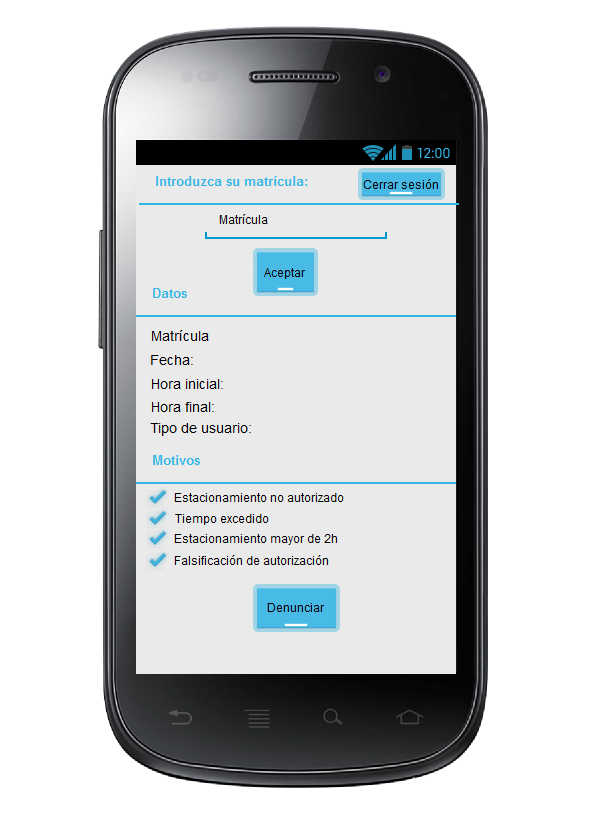 12:00
Introduzca su matrícula:
Cerrar sesión
Matrícula
Aceptar
Datos
Matrícula
Fecha:
Hora inicial:
Hora final:
Tipo de usuario:
Motivos
Estacionamiento no autorizado
Tiempo excedido
Estacionamiento mayor de 2h
Falsificación de autorización
Denunciar